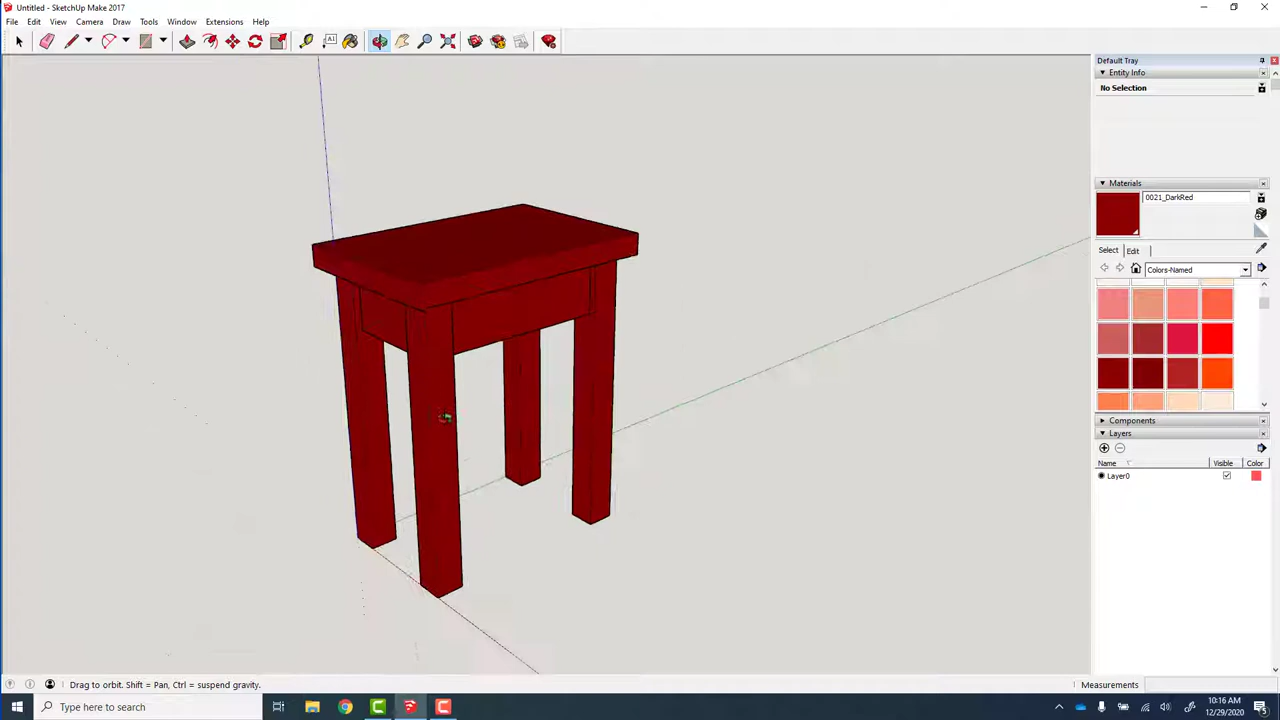 Untitled - SketchUp Make 2017
File Edit View Camera Draw Tools Window Extensions Help
A1
Default Tray
Entity Info
No Selection
Materials
0021_DarkRed
Select Edit
Colors-Named
Components
Layers
Name Visible Color
Layer0
Drag to orbit. Shift = Pan, Ctrl = suspend gravity.
Measurements
Type here to search
10:16 AM
12/29/2020
5